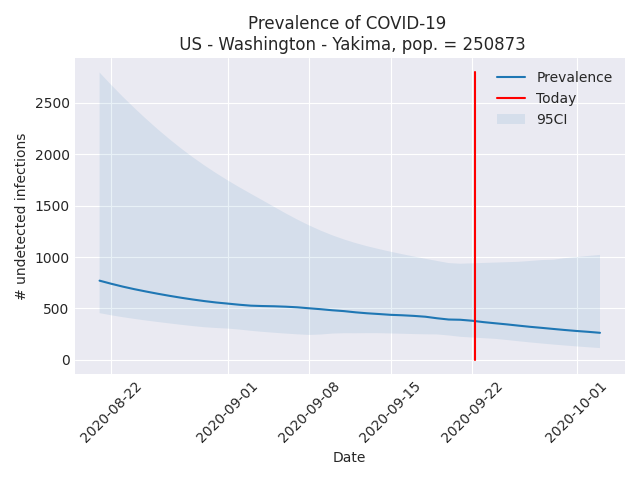 Prevalence of COVID-19
US - Washington - Yakima, pop. = 250873
Prevalence
Today
95CI
# undetected infections
2500
2000
1500
1000
500
0
2020-08-22
2020-09-01
2020-09-08
2020-09-15
2020-09-22
2020-10-01
Date